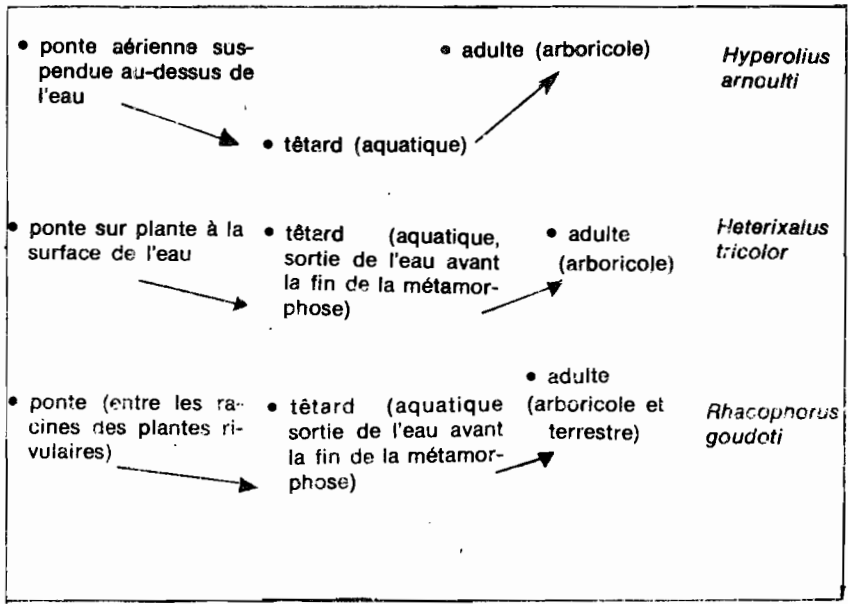 • ponte aérienne sus-
pendue au-dessus de
l'eau
• têtard (aquatique)
• adulte (arboricole)
Hyperolius
arnoulti
• ponte sur plante à la
surface de l'eau
• têtard (aquatique,
sortie de l'eau avant
la fin de la métamor-
phose)
• adulte
(arboricole)
Heterixalus
tricolor
• ponte (entre les ra-
cines des plantes ri-
vulaires)
• têtard (aquatique
sortie de l'eau avant
la fin de la métamor-
phose)
• adulte
(arboricole et
terrestre)
Rhacophorus
goudoti